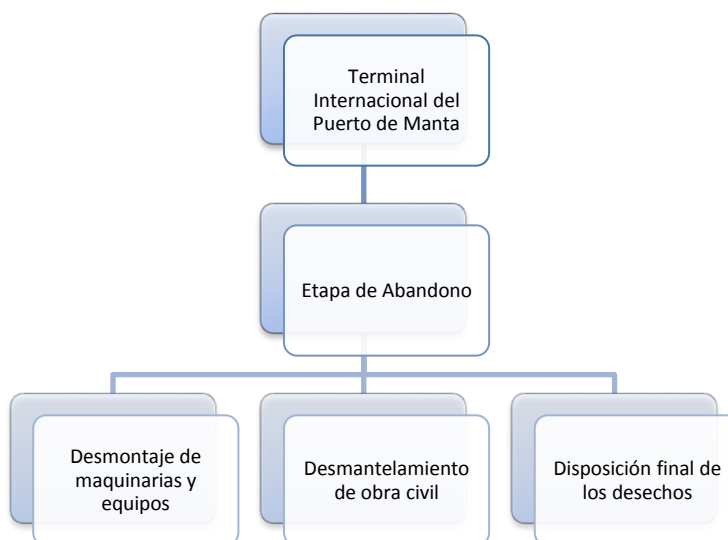 Terminal
Internacional del
Puerto de Manta
Etapa de Abandono
Desmontaje de
maquinarias y
equipos
Desmantelamiento
de obra civil
Disposición final de
los desechos